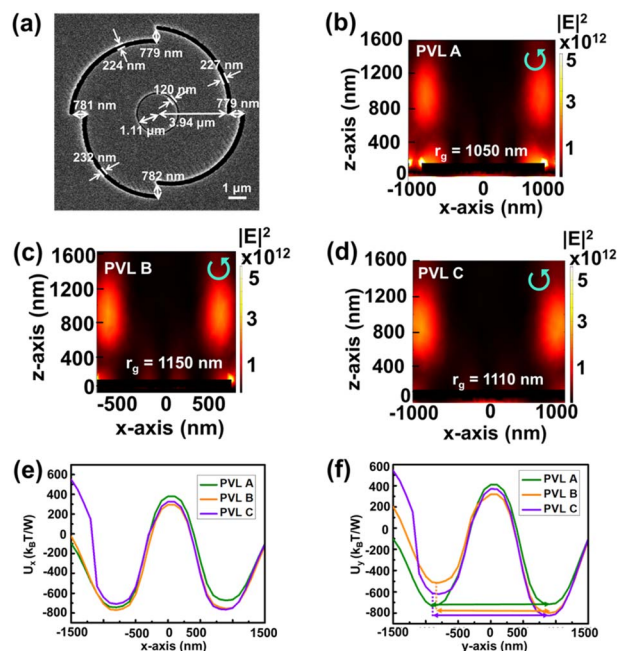 (a)
779 nm
224 nm
227 nm
120 nm
781 nm
779 nm
3.94 μm
1.11 μm
232 nm
782 nm
1 μm
(b)
|E|²
x10¹²
PVL A
1600
1200
800
400
0
z-axis (nm)
r_g = 1050 nm
-1000 0 1000
x-axis (nm)
5
3
1
(c)
|E|²
x10¹²
PVL B
1600
1200
800
400
0
z-axis (nm)
r_g = 1150 nm
-500 0 500
x-axis (nm)
5
3
1
(d)
|E|²
x10¹²
PVL C
1600
1200
800
400
0
z-axis (nm)
r_g = 1110 nm
-1000 0 1000
x-axis (nm)
5
3
1
(e)
600
400
200
0
-200
-400
-600
-800
Uₓ (k_BT/W)
PVL A
PVL B
PVL C
-1500 -1000 -500 0 500 1000 1500
x-axis (nm)
(f)
600
400
200
0
-200
-400
-600
-800
U_y (k_BT/W)
PVL A
PVL B
PVL C
-1500 -1000 -500 0 500 1000 1500
y-axis (nm)